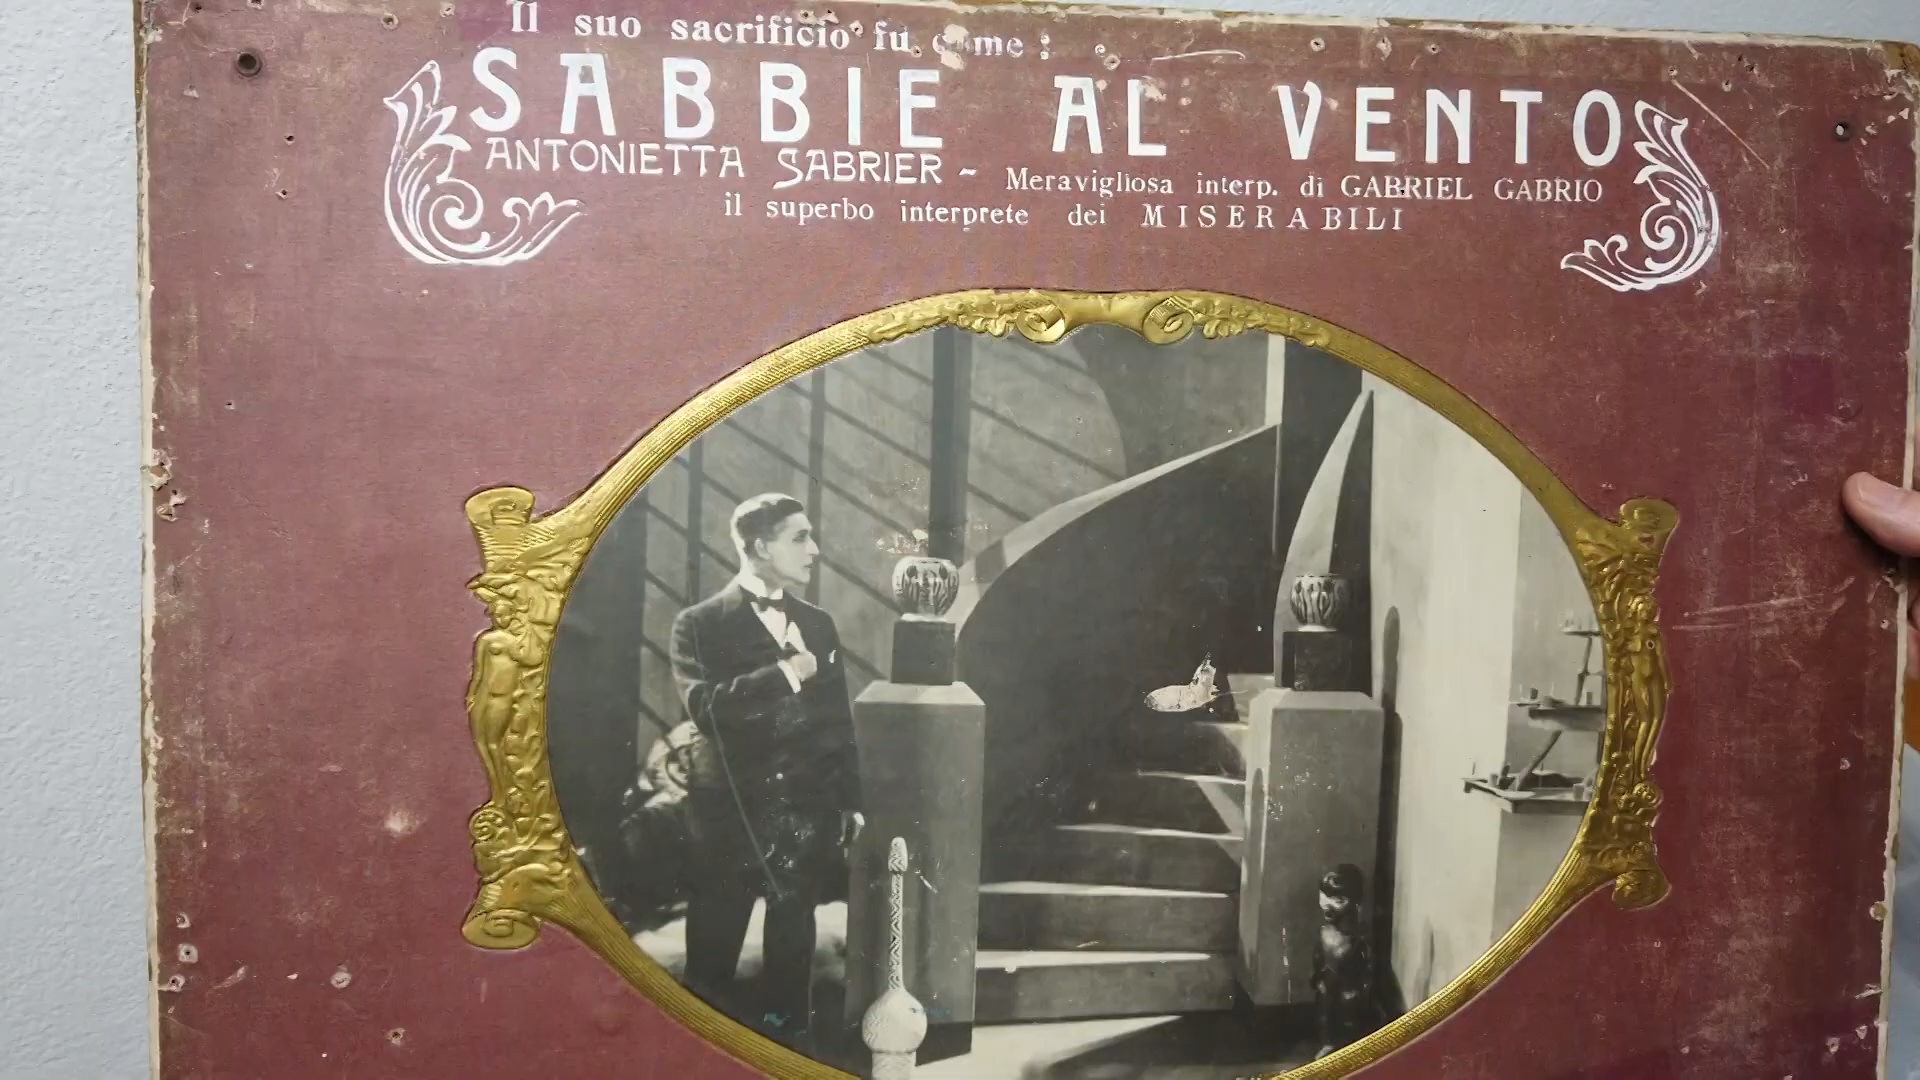 Il suo sacrificio fu come :
SABBIE AL VENTO
ANTONIETTA SABRIER - Meravigliosa interp. di GABRIEL GABRIO
il superbo interprete dei MISERABILI